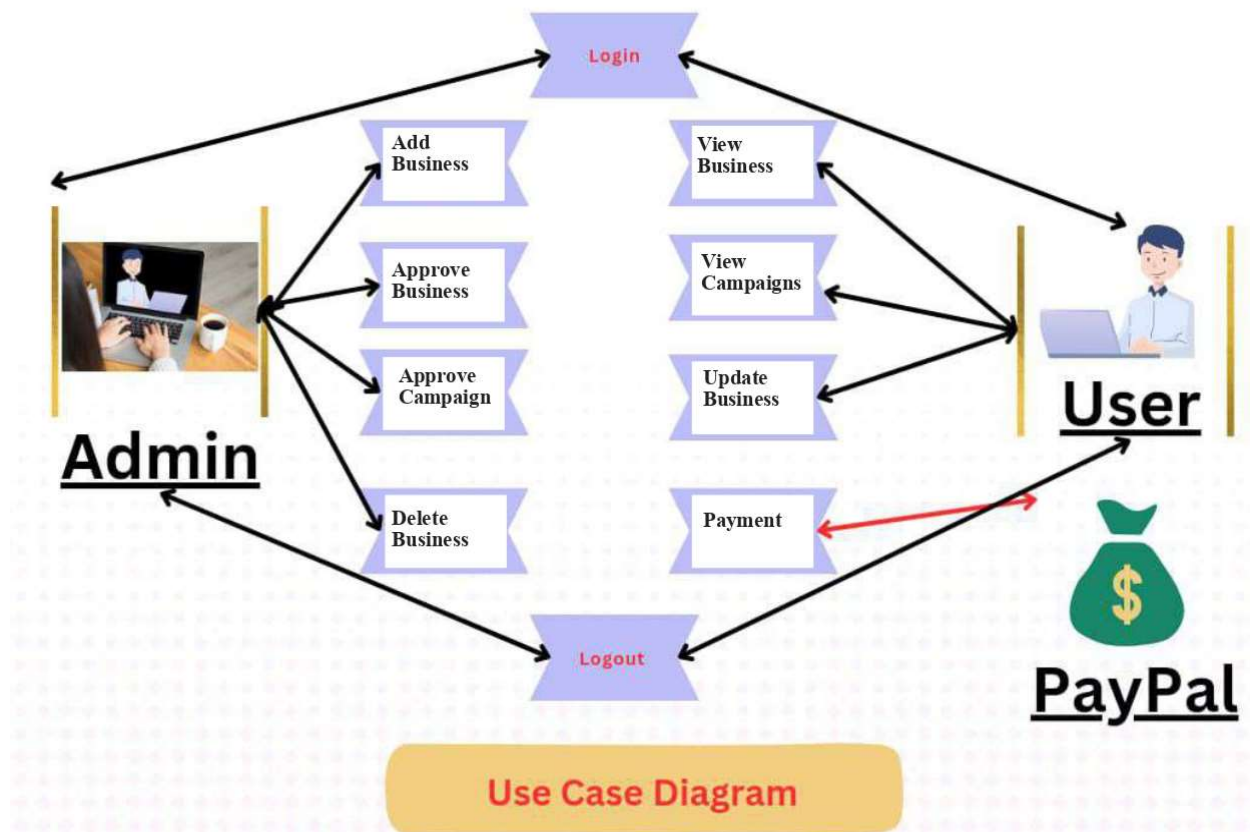 Login
Add
Business
View
Business
Approve
Business
View
Campaigns
Approve
Campaign
Update
Business
User
Admin
Delete
Business
Payment
$
Logout
PayPal
Use Case Diagram